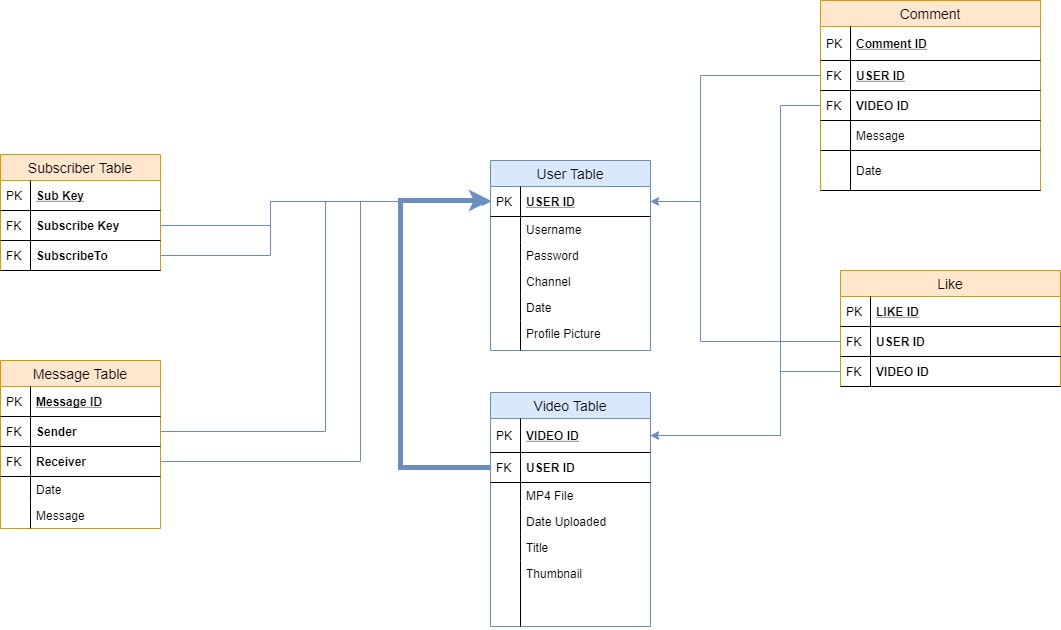 Comment
PK Comment ID
FK USER ID
FK VIDEO ID
Message
Date
Subscriber Table
PK Sub Key
FK Subscribe Key
FK SubscribeTo
User Table
PK USER ID
Username
Password
Channel
Date
Profile Picture
Like
PK LIKE ID
FK USER ID
FK VIDEO ID
Message Table
PK Message ID
FK Sender
FK Receiver
Date
Message
Video Table
PK VIDEO ID
FK USER ID
MP4 File
Date Uploaded
Title
Thumbnail